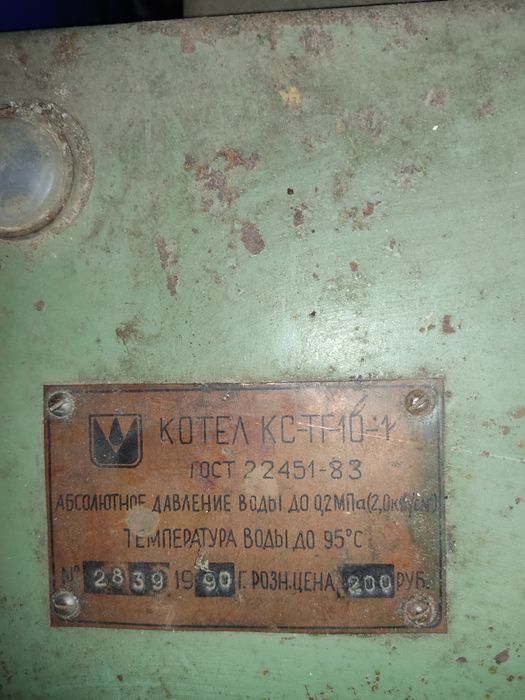 КОТЕЛ КС-ТГ10-1
ГОСТ 22451-83
АБСОЛЮТНОЕ ДАВЛЕНИЕ ВОДЫ ДО 0,2МПа(2,0кгс/см²)
ТЕМПЕРАТУРА ВОДЫ ДО 95°С
№ 2839 1990 Г. РОЗН.ЦЕНА 200 РУБ.